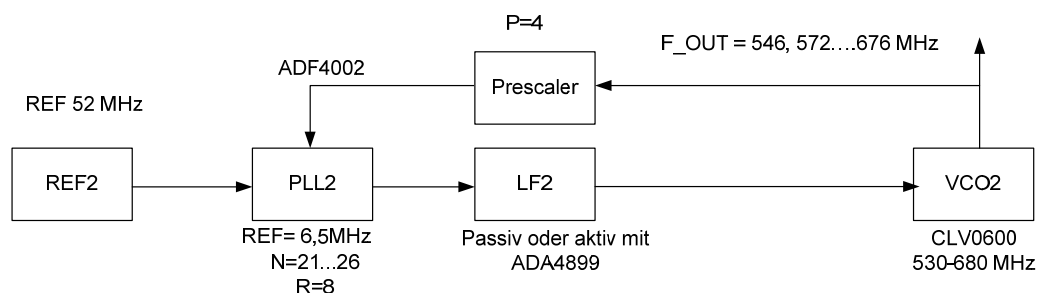 P=4
F_OUT = 546, 572....676 MHz
ADF4002
Prescaler
REF 52 MHz
REF2
PLL2
LF2
VCO2
REF= 6,5MHz
N=21...26
R=8
Passiv oder aktiv mit
ADA4899
CLV0600
530-680 MHz